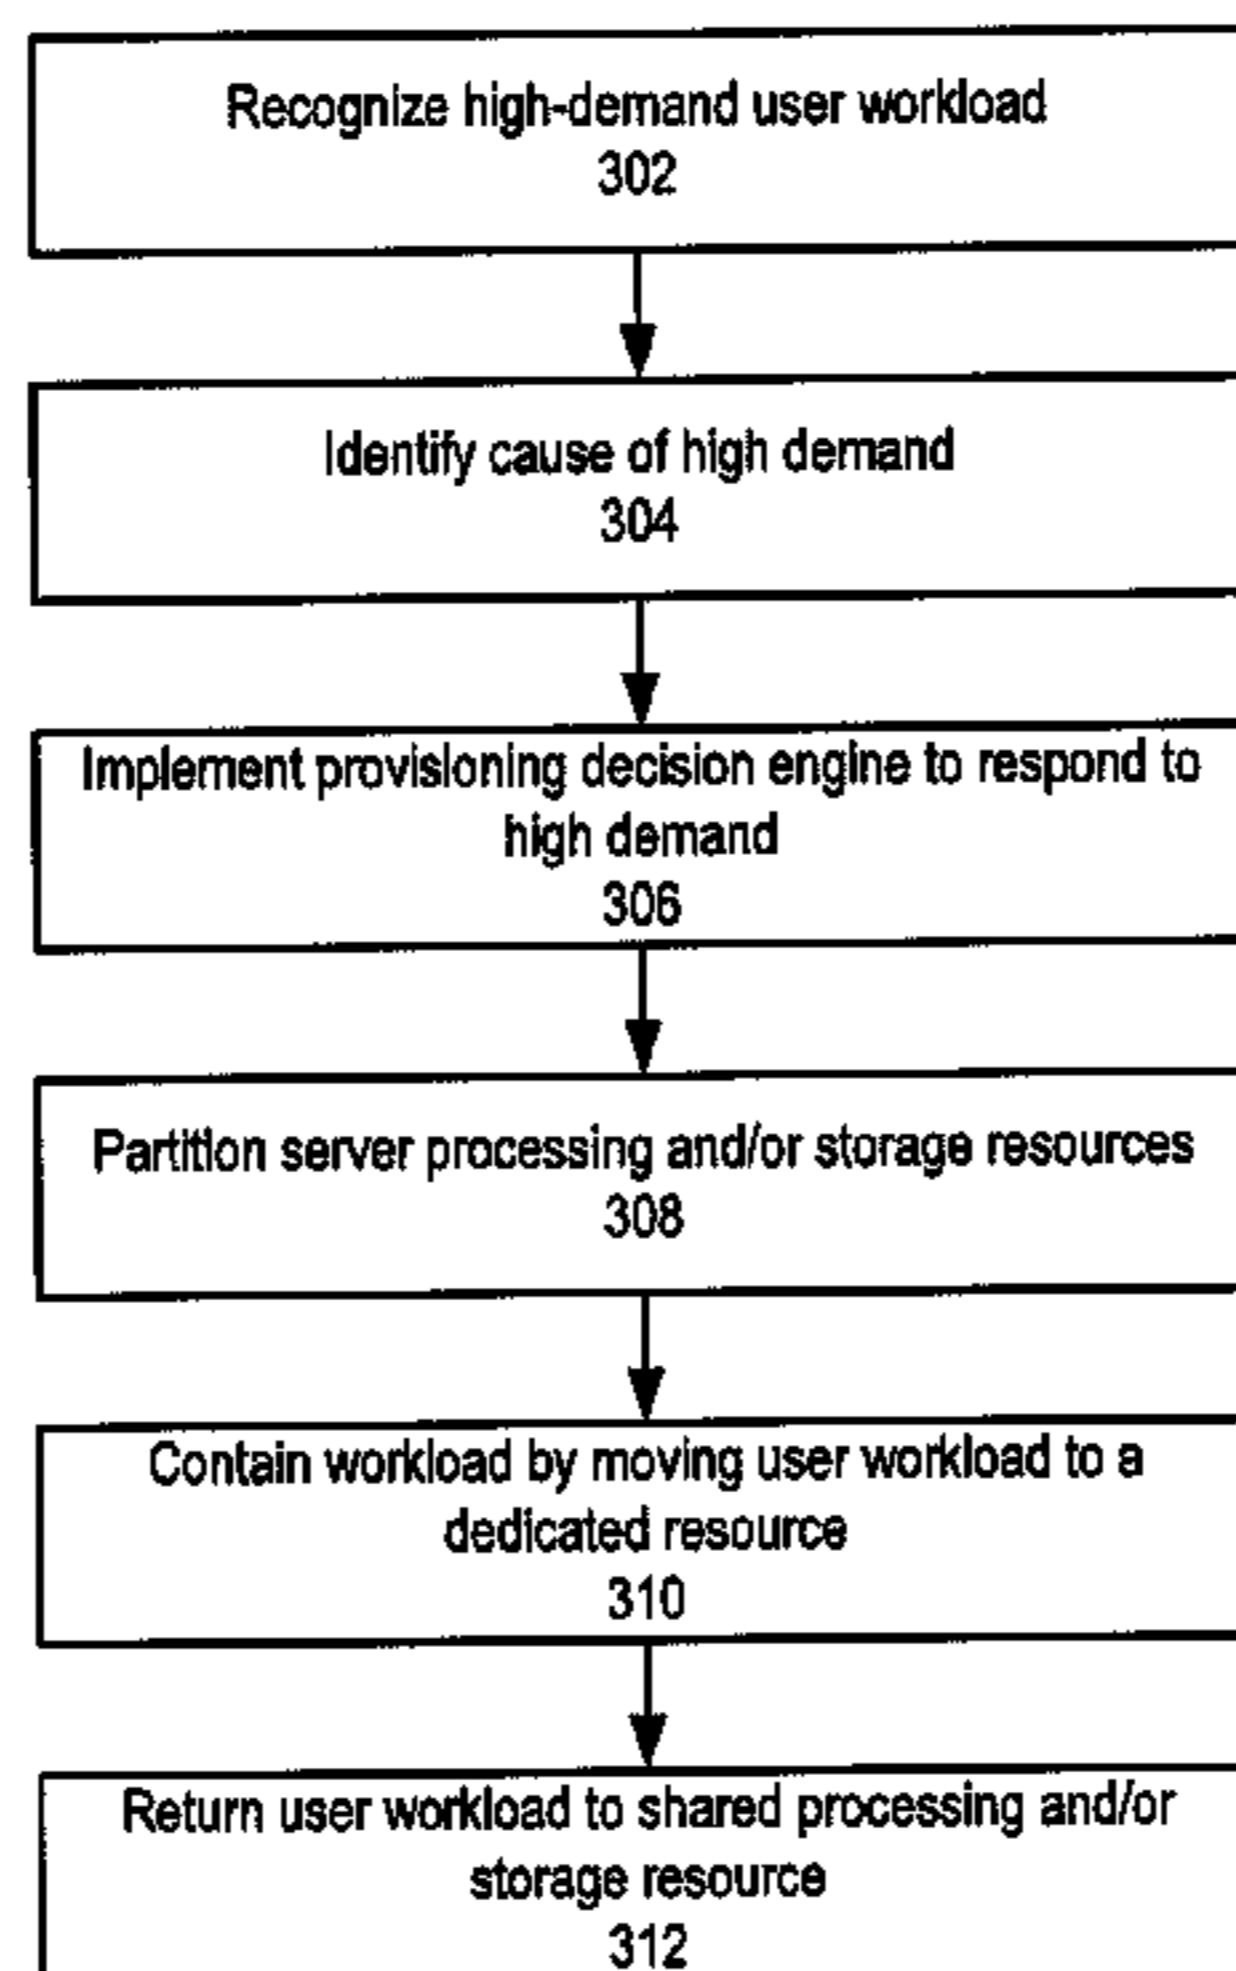 Recognize high-demand user workload
302
Identify cause of high demand
304
Implement provisioning decision engine to respond to
high demand
306
Partition server processing and/or storage resources
308
Contain workload by moving user workload to a
dedicated resource
310
Return user workload to shared processing and/or
storage resource
312